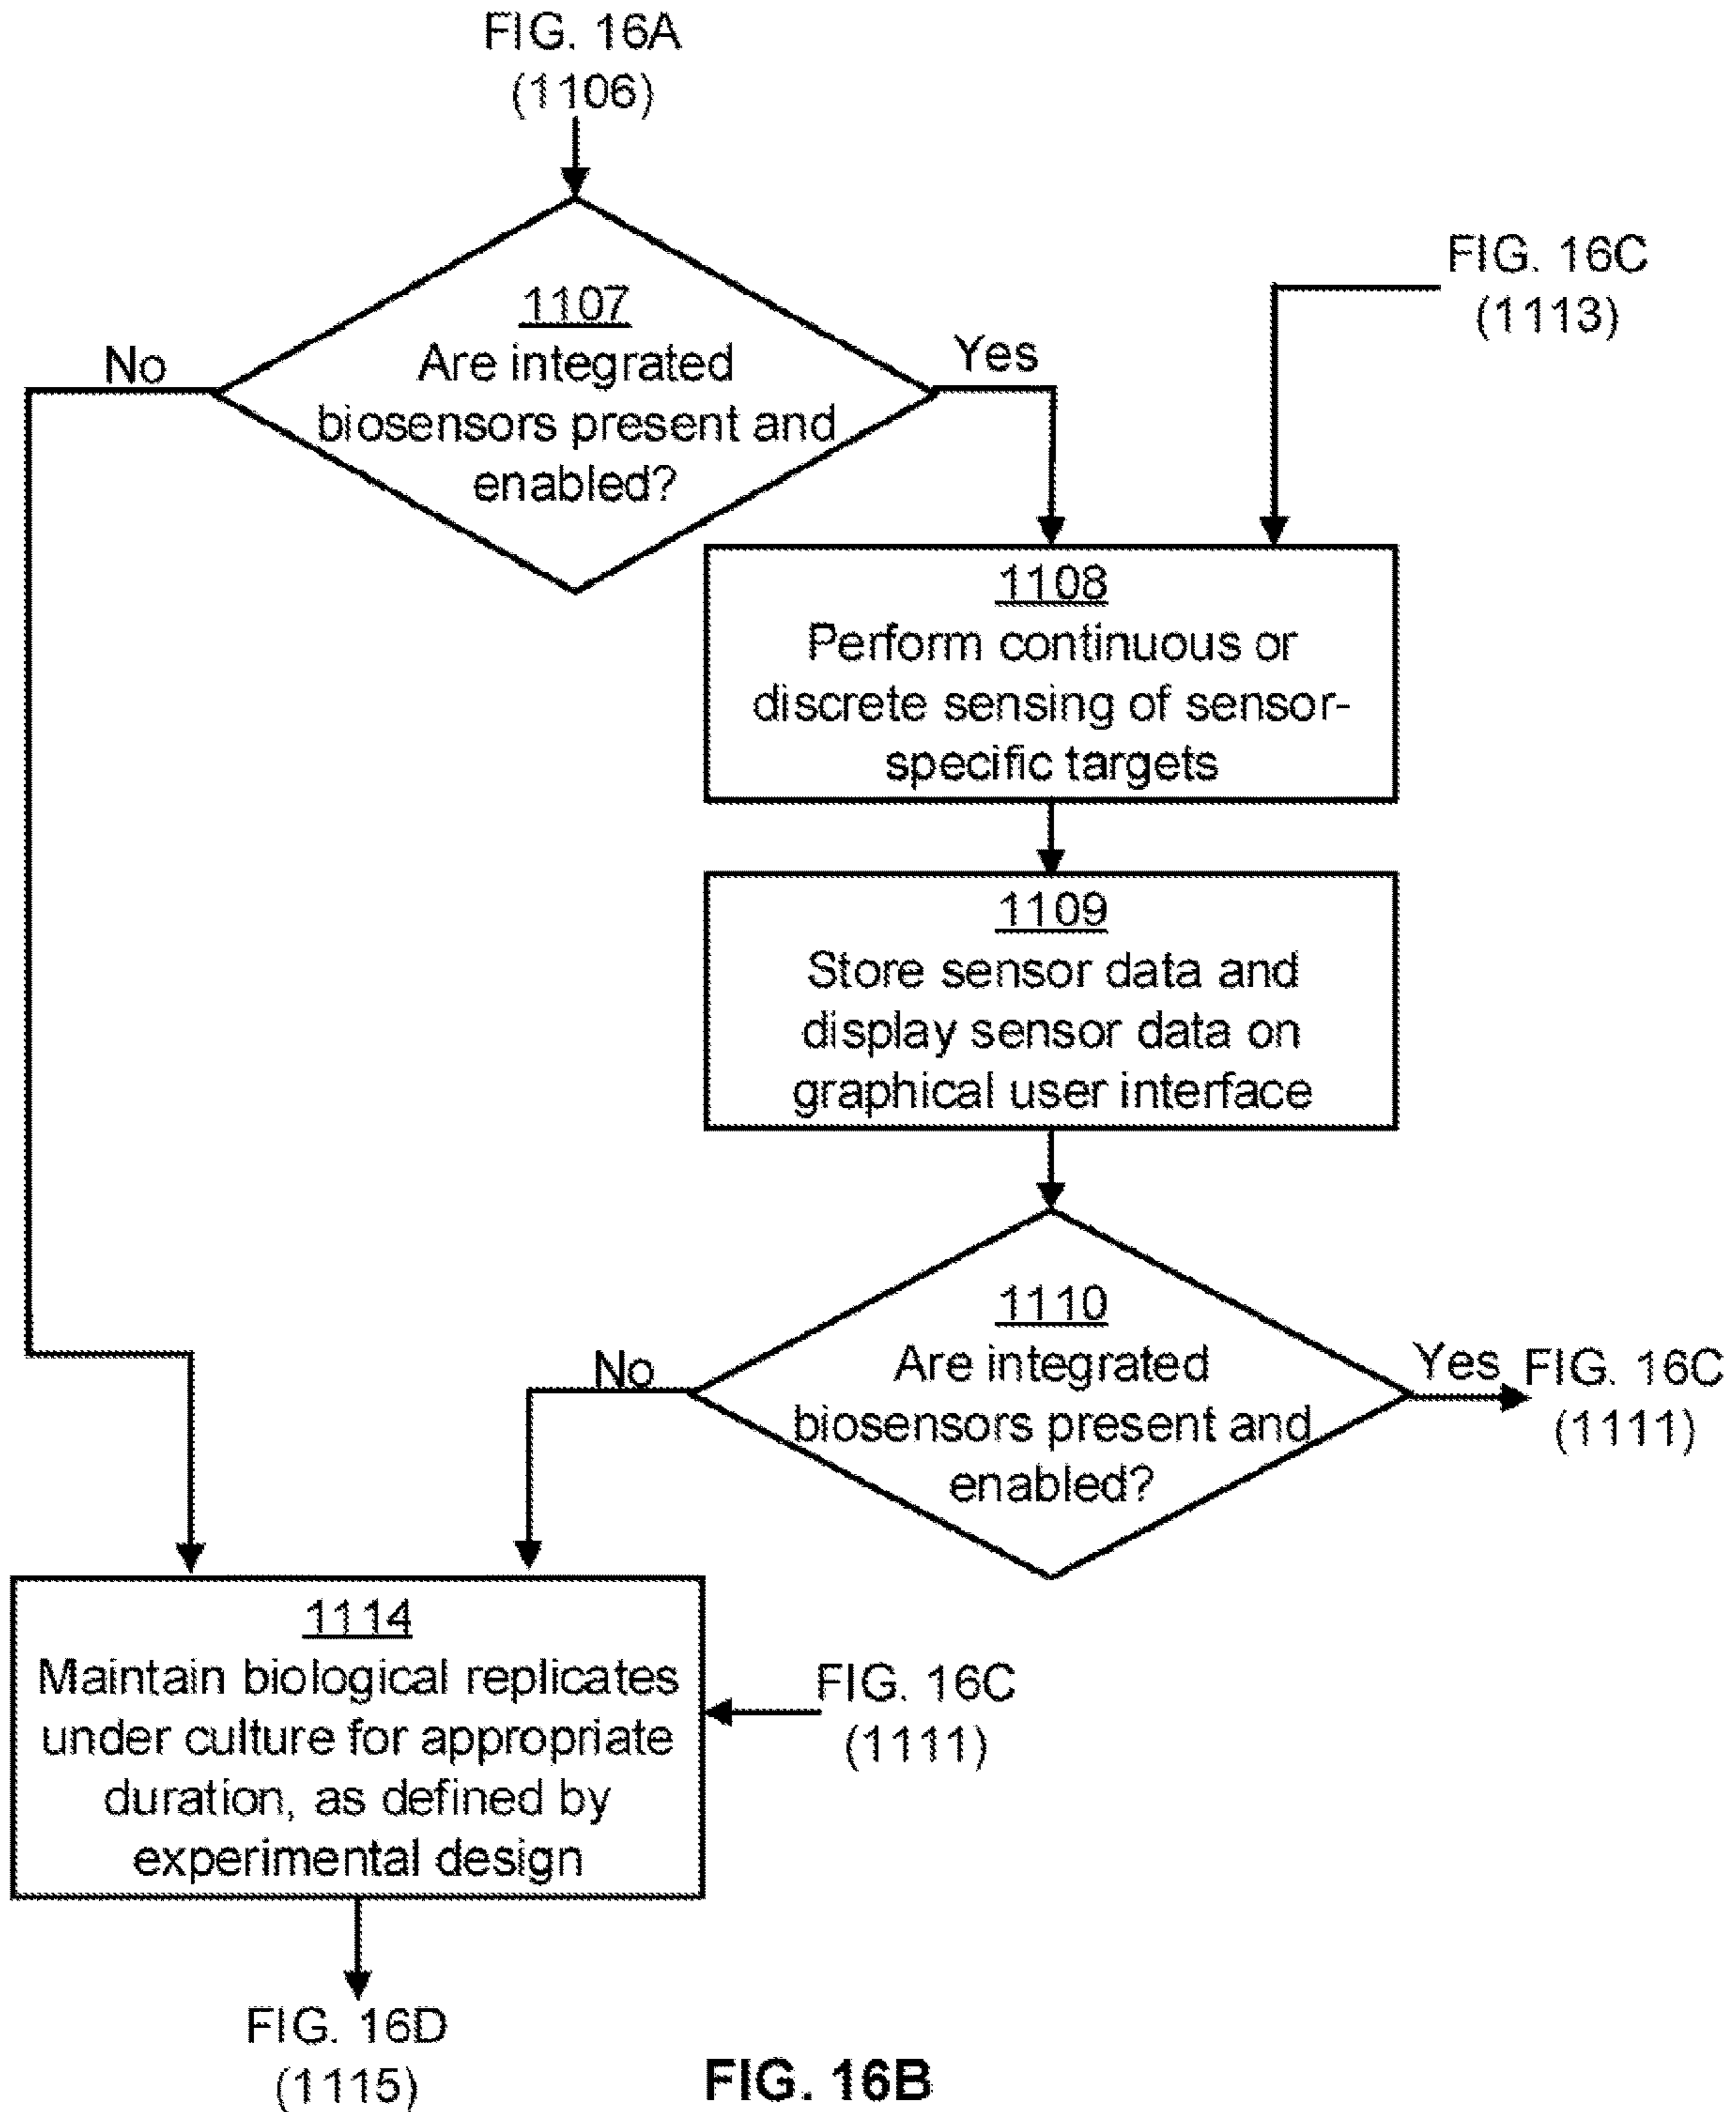 FIG. 16A
(1106)
FIG. 16C
(1113)
1107
Are integrated
biosensors present and
enabled?
No
Yes
1108
Perform continuous or
discrete sensing of sensor-
specific targets
1109
Store sensor data and
display sensor data on
graphical user interface
1110
Are integrated
biosensors present and
enabled?
No
Yes
FIG. 16C
(1111)
1114
Maintain biological replicates
under culture for appropriate
duration, as defined by
experimental design
FIG. 16C
(1111)
FIG. 16D
(1115)
FIG. 16B